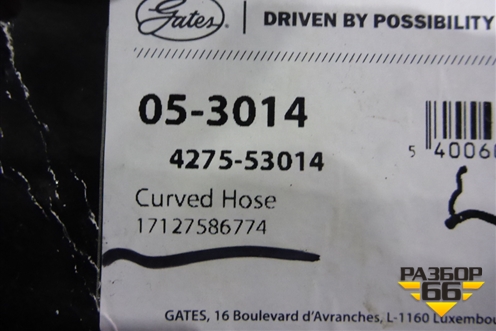 Gates
DRIVEN BY POSSIBILITY
05-3014
4275-53014
Curved Hose
17127586774
5 40060
РАЗБОР
66
GATES, 16 Boulevard d'Avranches, L-1160 Luxembou